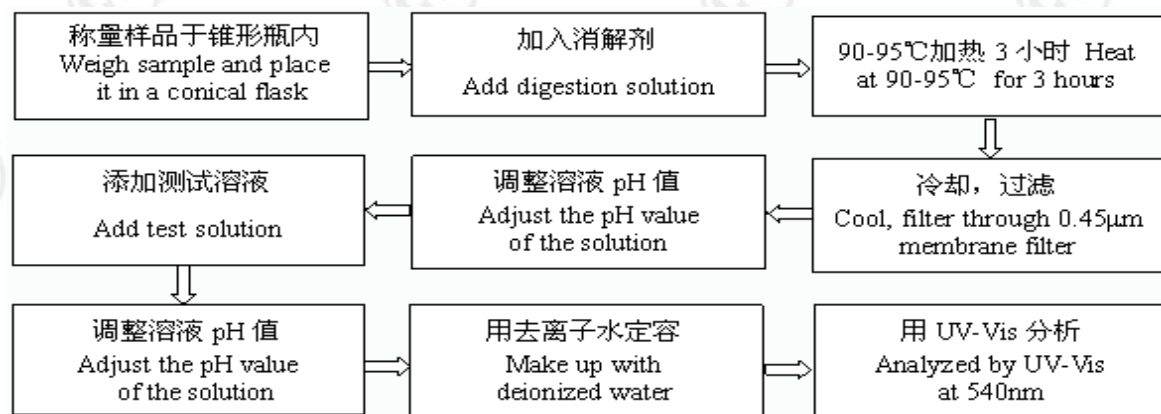 称量样品于锥形瓶内
Weigh sample and place
it in a conical flask
加入消解剂
Add digestion solution
90-95℃加热 3 小时 Heat
at 90-95℃ for 3 hours
冷却，过滤
Cool, filter through 0.45μm
membrane filter
调整溶液 pH 值
Adjust the pH value
of the solution
添加测试溶液
Add test solution
调整溶液 pH 值
Adjust the pH value
of the solution
用去离子水定容
Make up with
deionized water
用 UV-Vis 分析
Analyzed by UV-Vis
at 540nm